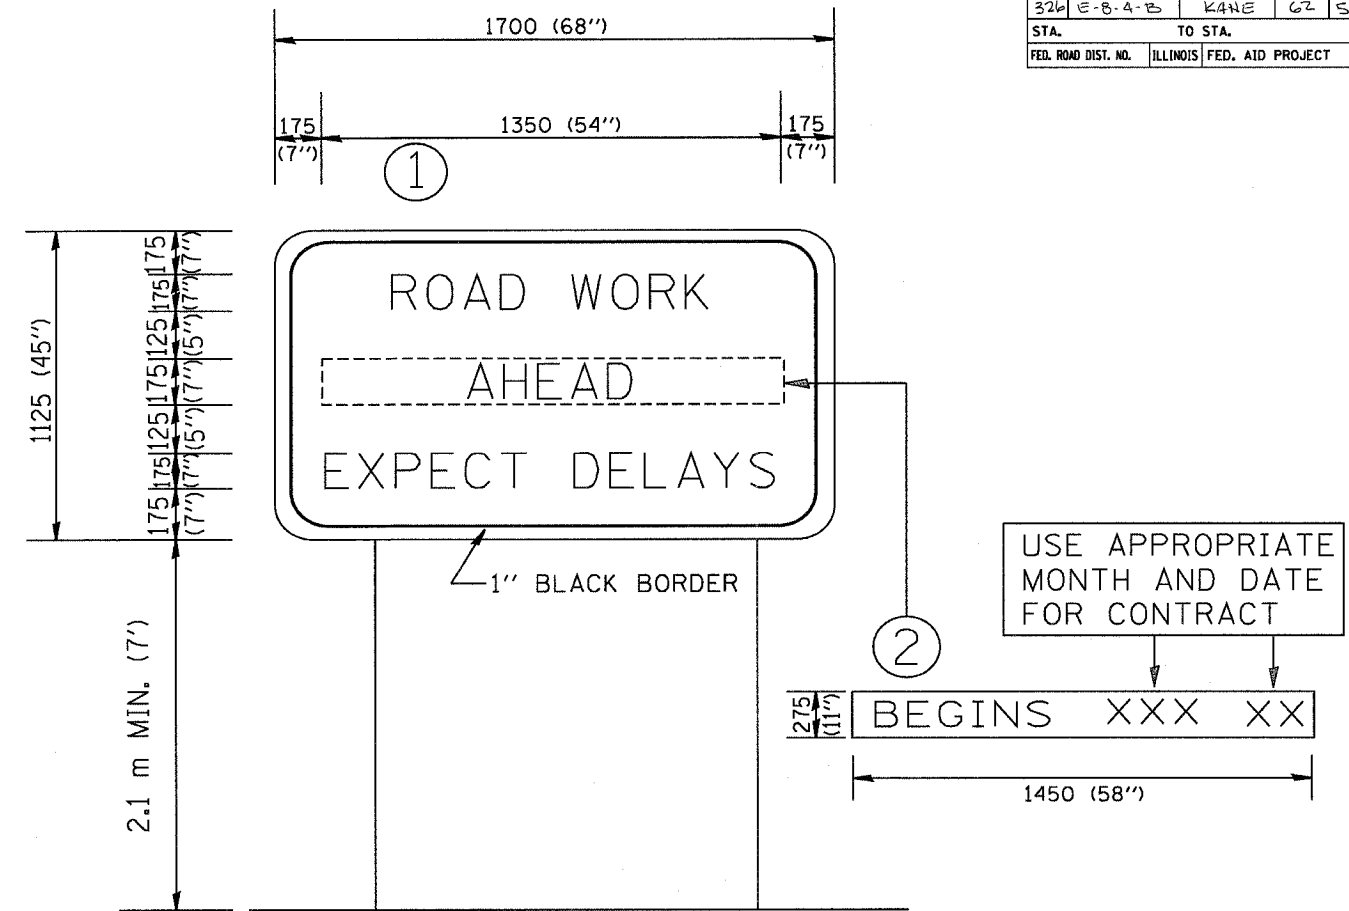 326 E-8-4-B KANE 62
STA. TO STA.
FED. ROAD DIST. NO. ILLINOIS FED. AID PROJECT
1700 (68")
175 (7")
1350 (54")
175 (7")
1
1125 (45")
175 (7")
175 (7")
125 (5")
175 (7")
125 (5")
175 (7")
175 (7")
ROAD WORK
AHEAD
EXPECT DELAYS
1" BLACK BORDER
2.1 m MIN. (7')
USE APPROPRIATE
MONTH AND DATE
FOR CONTRACT
2
275 (11")
BEGINS XXX XX
1450 (58")